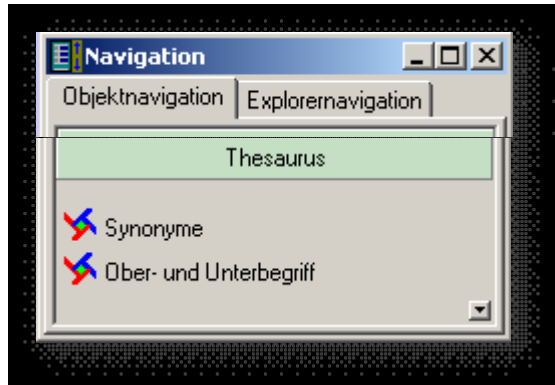 Navigation
Objektnavigation Explorernavigation
Thesaurus
Synonyme
Ober- und Unterbegriff